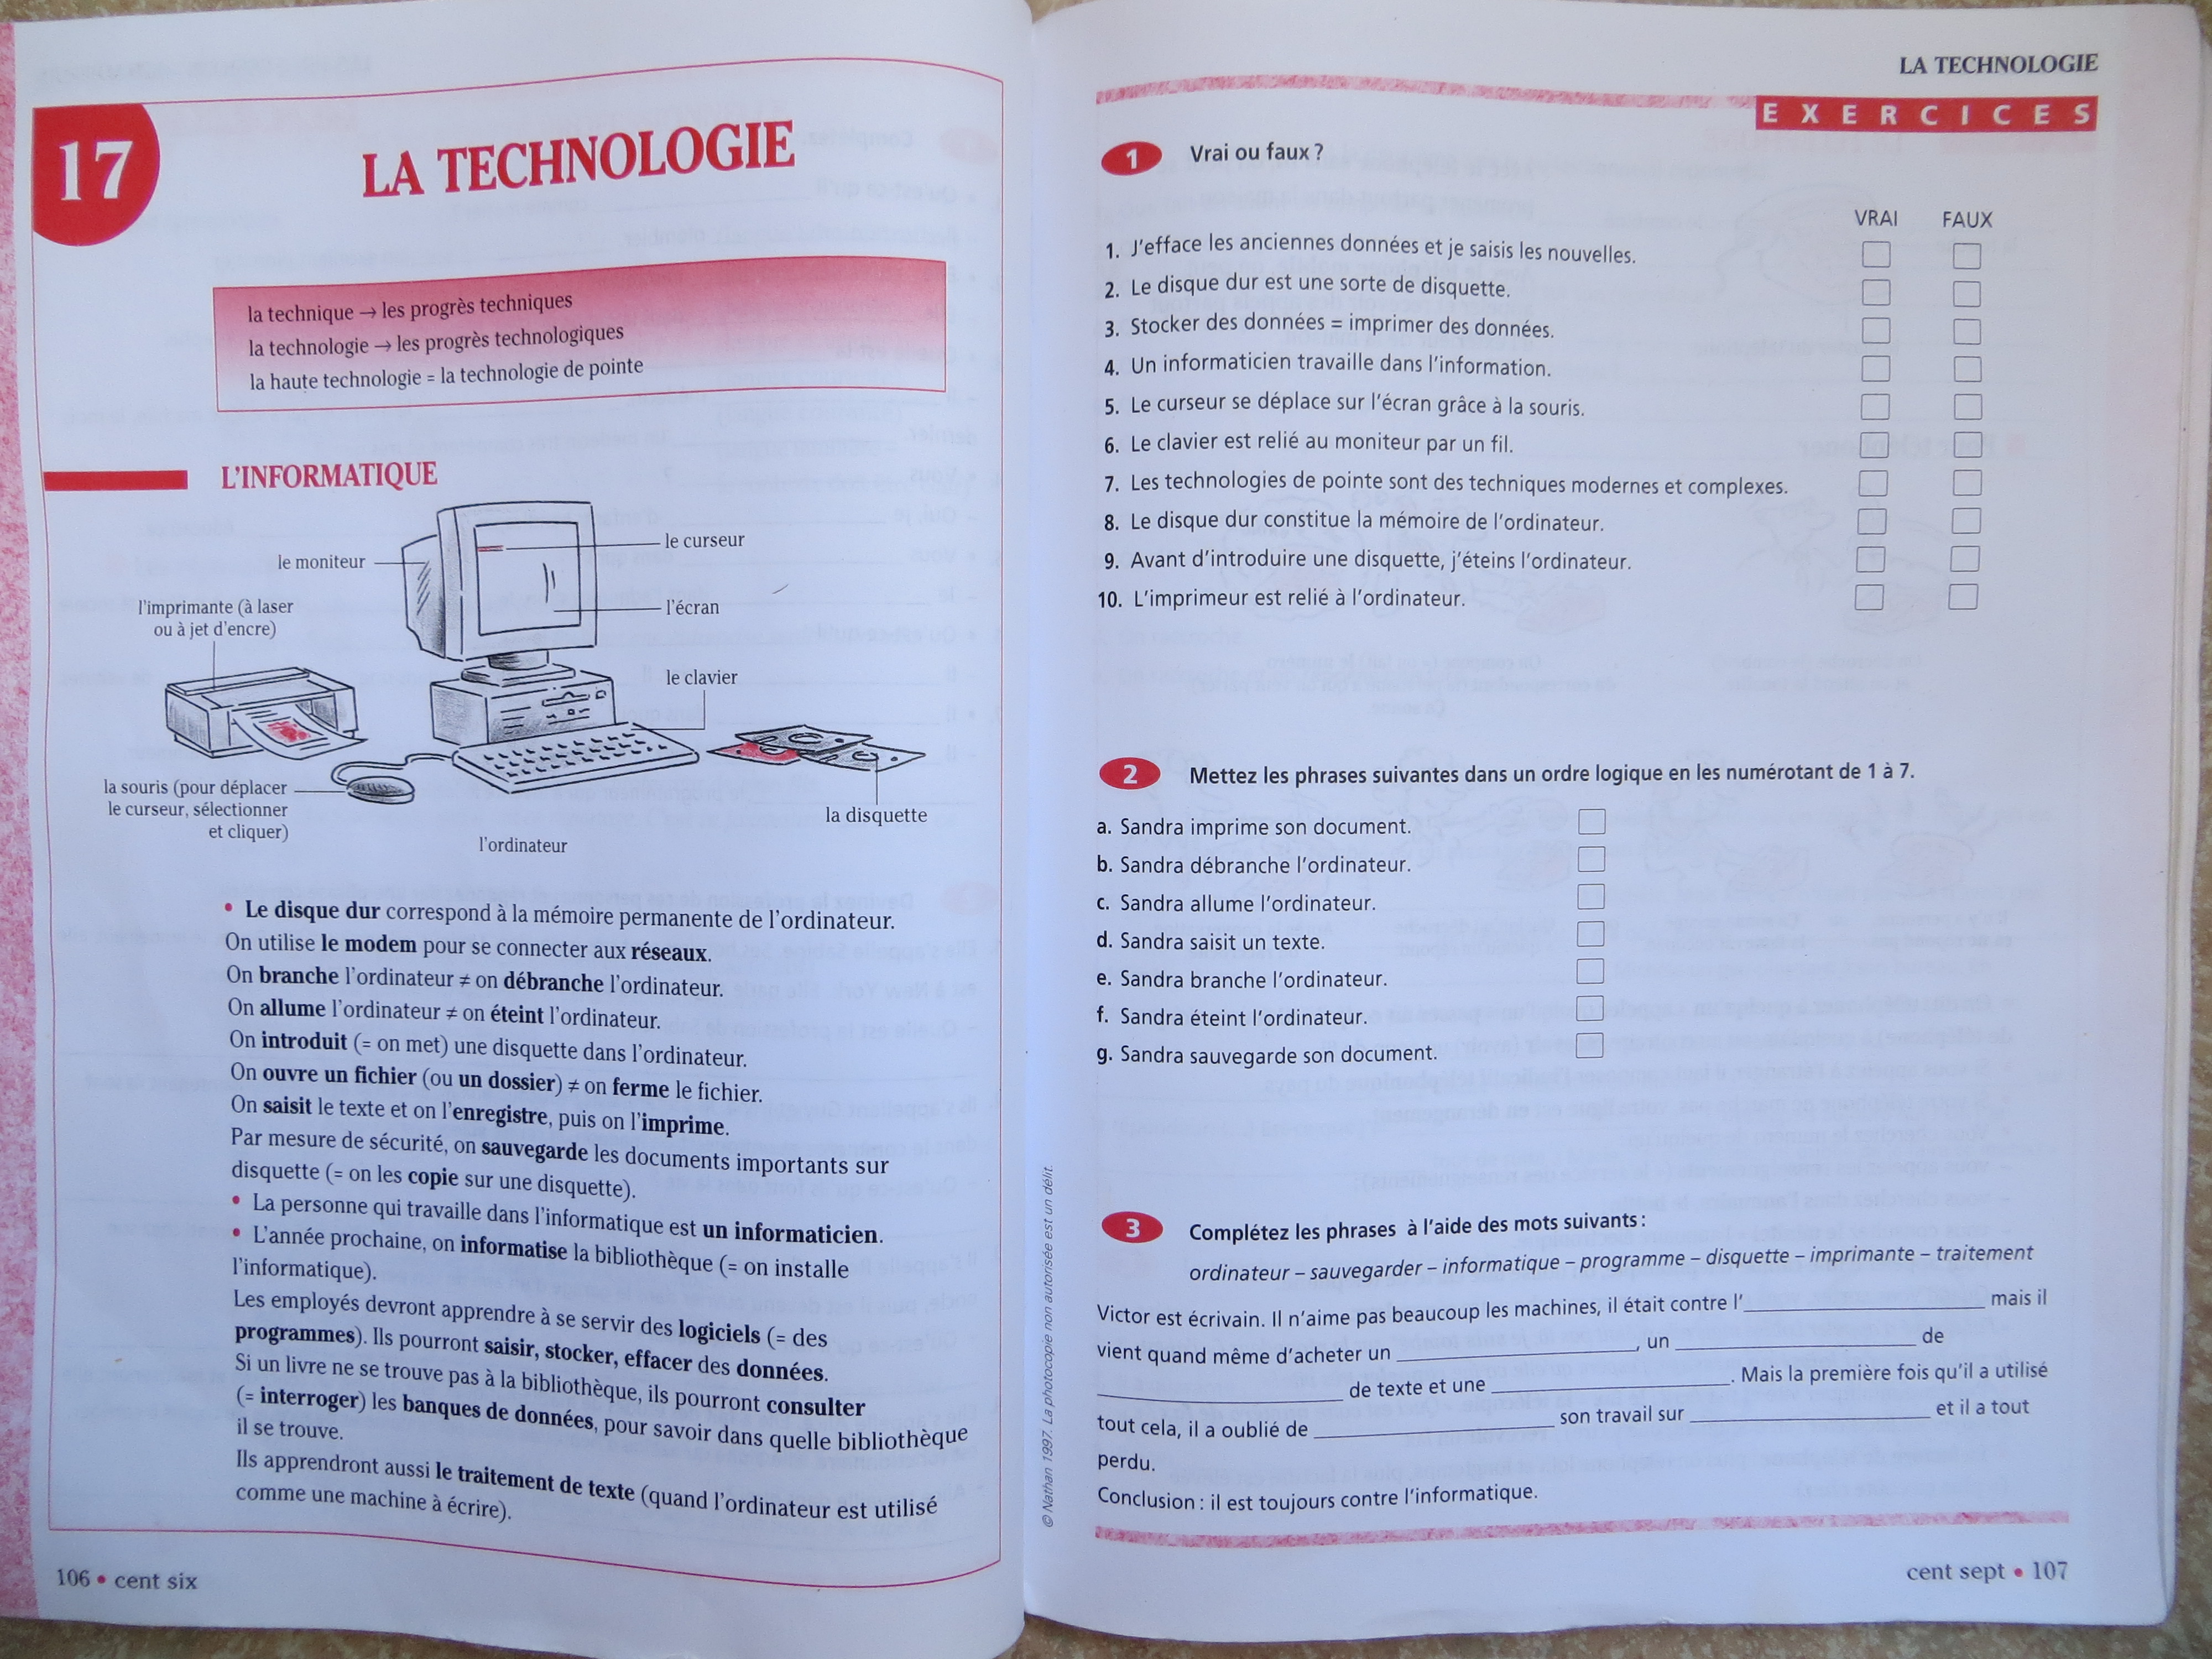 17
LA TECHNOLOGIE
la technique → les progrès techniques
la technologie → les progrès technologiques
la haute technologie = la technologie de pointe
L'INFORMATIQUE
le moniteur
le curseur
l'imprimante (à laser
ou à jet d'encre)
l'écran
le clavier
la souris (pour déplacer
le curseur, sélectionner
et cliquer)
la disquette
l'ordinateur
• Le disque dur correspond à la mémoire permanente de l'ordinateur.
On utilise le modem pour se connecter aux réseaux.
On branche l'ordinateur ≠ on débranche l'ordinateur.
On allume l'ordinateur ≠ on éteint l'ordinateur.
On introduit (= on met) une disquette dans l'ordinateur.
On ouvre un fichier (ou un dossier) ≠ on ferme le fichier.
On saisit le texte et on l'enregistre, puis on l'imprime.
Par mesure de sécurité, on sauvegarde les documents importants sur
disquette (= on les copie sur une disquette).
• La personne qui travaille dans l'informatique est un informaticien.
• L'année prochaine, on informatise la bibliothèque (= on installe
l'informatique).
Les employés devront apprendre à se servir des logiciels (= des
programmes). Ils pourront saisir, stocker, effacer des données.
Si un livre ne se trouve pas à la bibliothèque, ils pourront consulter
(= interroger) les banques de données, pour savoir dans quelle bibliothèque
il se trouve.
Ils apprendront aussi le traitement de texte (quand l'ordinateur est utilisé
comme une machine à écrire).
106 • cent six
LA TECHNOLOGIE
EXERCICES
1 Vrai ou faux ?
VRAI FAUX
1. J'efface les anciennes données et je saisis les nouvelles.
2. Le disque dur est une sorte de disquette.
3. Stocker des données = imprimer des données.
4. Un informaticien travaille dans l'information.
5. Le curseur se déplace sur l'écran grâce à la souris.
6. Le clavier est relié au moniteur par un fil.
7. Les technologies de pointe sont des techniques modernes et complexes.
8. Le disque dur constitue la mémoire de l'ordinateur.
9. Avant d'introduire une disquette, j'éteins l'ordinateur.
10. L'imprimeur est relié à l'ordinateur.
2 Mettez les phrases suivantes dans un ordre logique en les numérotant de 1 à 7.
a. Sandra imprime son document.
b. Sandra débranche l'ordinateur.
c. Sandra allume l'ordinateur.
d. Sandra saisit un texte.
e. Sandra branche l'ordinateur.
f. Sandra éteint l'ordinateur.
g. Sandra sauvegarde son document.
3 Complétez les phrases à l'aide des mots suivants :
ordinateur – sauvegarder – informatique – programme – disquette – imprimante – traitement
Victor est écrivain. Il n'aime pas beaucoup les machines, il était contre l'__________ mais il
vient quand même d'acheter un __________, un __________ de
__________ de texte et une __________. Mais la première fois qu'il a utilisé
tout cela, il a oublié de __________ son travail sur __________ et il a tout
perdu.
Conclusion : il est toujours contre l'informatique.
© Nathan 1997. La photocopie non autorisée est un délit.
cent sept • 107